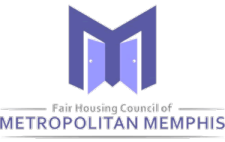 Fair Housing Council of
METROPOLITAN MEMPHIS